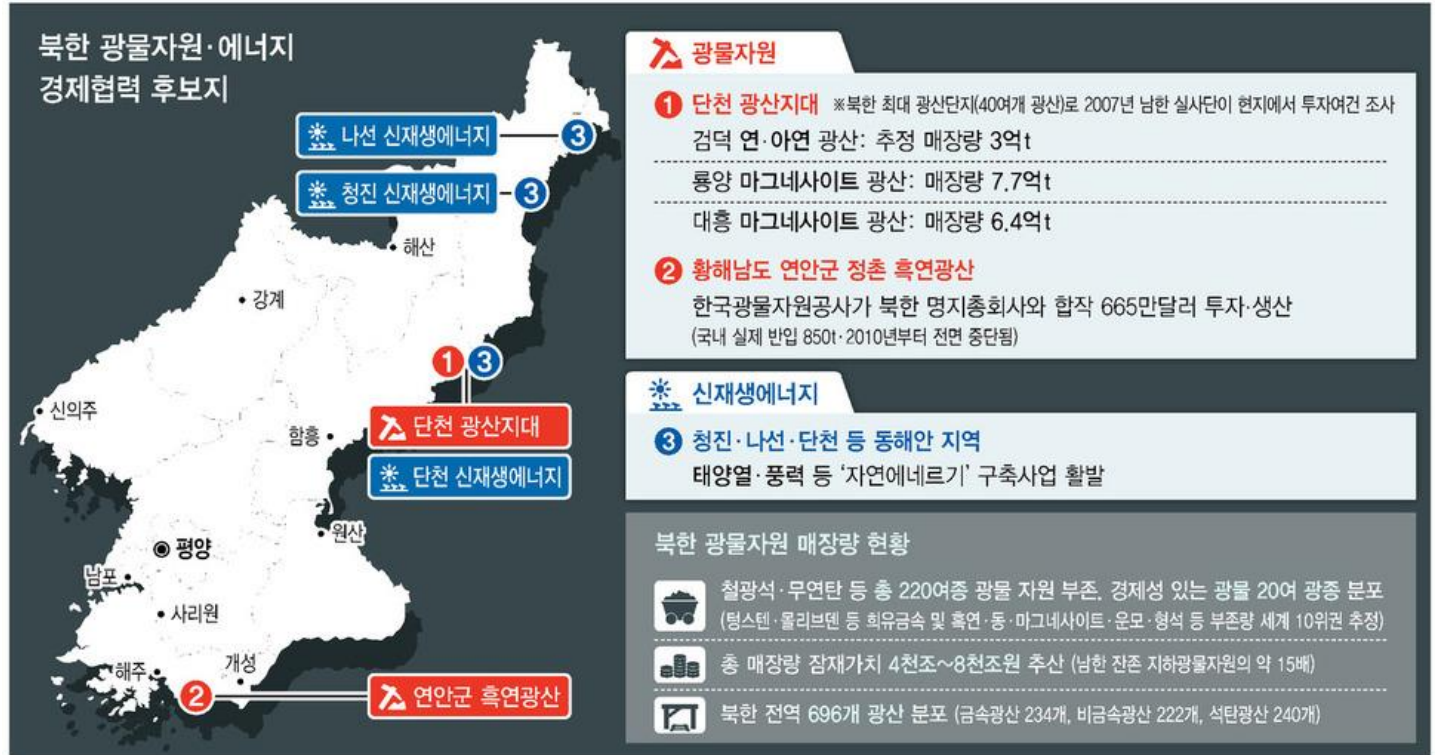 북한 광물자원·에너지
경제협력 후보지
나선 신재생에너지
3
청진 신재생에너지
3
해산
강계
1 3
신의주
함흥
단천 광산지대
단천 신재생에너지
원산
평양
남포
사리원
해주
개성
2
연안군 흑연광산
광물자원
1 단천 광산지대 ※북한 최대 광산단지(40여개 광산)로 2007년 남한 실사단이 현지에서 투자여건 조사
검덕 연·아연 광산: 추정 매장량 3억t
룡양 마그네사이트 광산: 매장량 7.7억t
대흥 마그네사이트 광산: 매장량 6.4억t
2 황해남도 연안군 정촌 흑연광산
한국광물자원공사가 북한 명지총회사와 합작 665만달러 투자·생산
(국내 실제 반입 850t·2010년부터 전면 중단됨)
신재생에너지
3 청진·나선·단천 등 동해안 지역
태양열·풍력 등 '자연에네르기' 구축사업 활발
북한 광물자원 매장량 현황
철광석·무연탄 등 총 220여종 광물 자원 부존, 경제성 있는 광물 20여 광종 분포
(텅스텐·몰리브덴 등 희유금속 및 흑연·동·마그네사이트·운모·형석 등 부존량 세계 10위권 추정)
총 매장량 잠재가치 4천조~8천조원 추산 (남한 잔존 지하광물자원의 약 15배)
북한 전역 696개 광산 분포 (금속광산 234개, 비금속광산 222개, 석탄광산 240개)